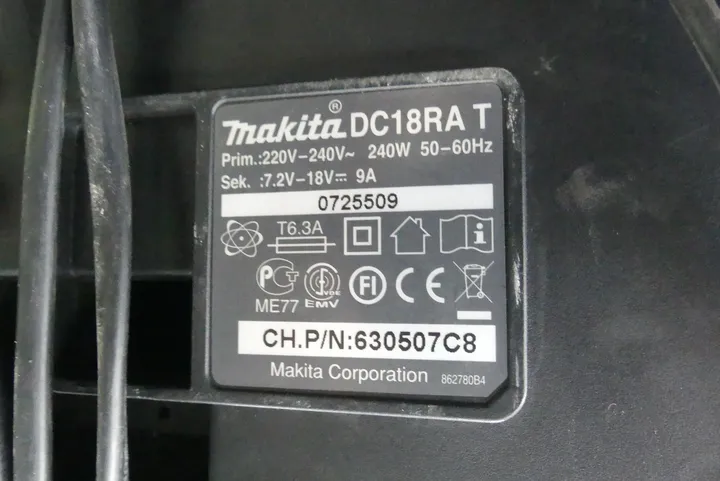 makita® DC18RA T
Prim.:220V-240V~ 240W 50-60Hz
Sek. :7.2V-18V⎓ 9A
0725509
T6.3A
i
PCT FI CE
ME77 EMV
CH.P/N:630507C8
Makita Corporation 862780B4